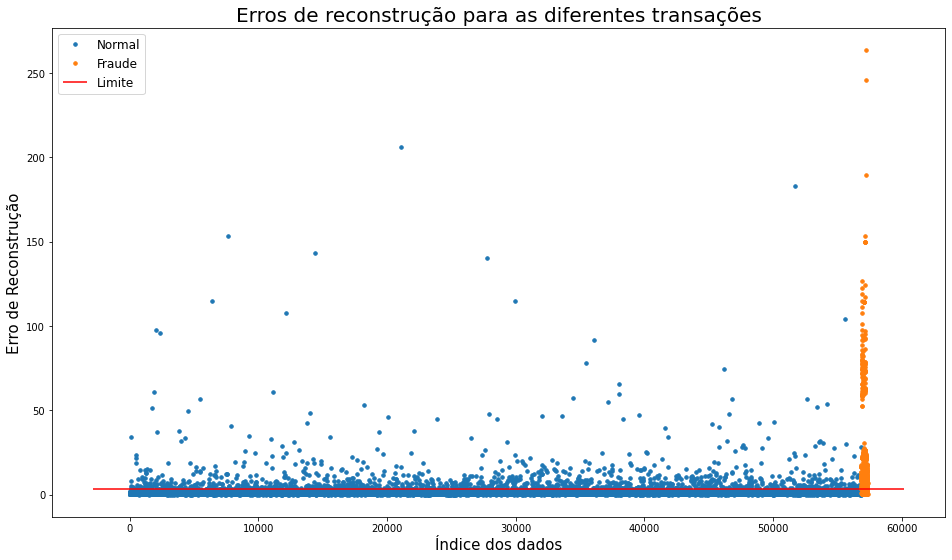 Erros de reconstrução para as diferentes transações
Normal
Fraude
Limite
Erro de Reconstrução
250
200
150
100
50
0
0 10000 20000 30000 40000 50000 60000
Índice dos dados